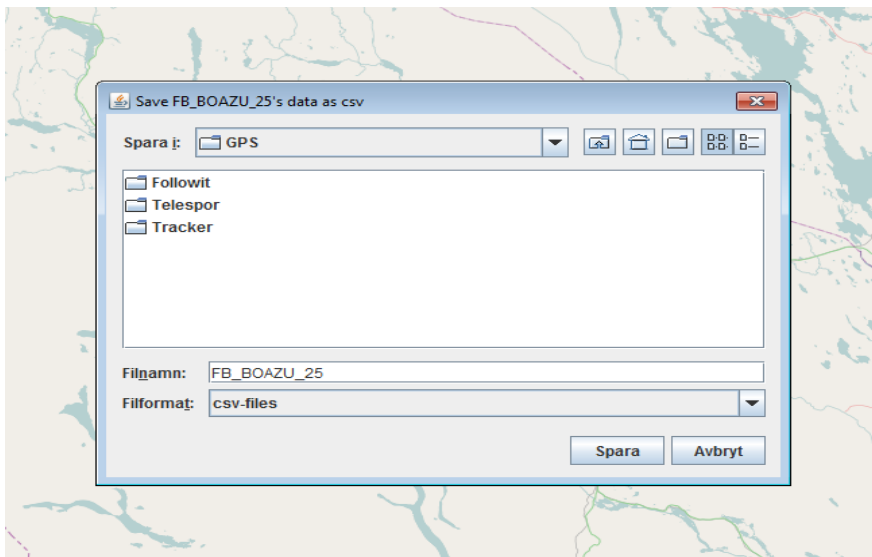 Save FB_BOAZU_25's data as csv
Spara i: GPS
Followit
Telespor
Tracker
Filnamn: FB_BOAZU_25
Filformat: csv-files
Spara Avbryt